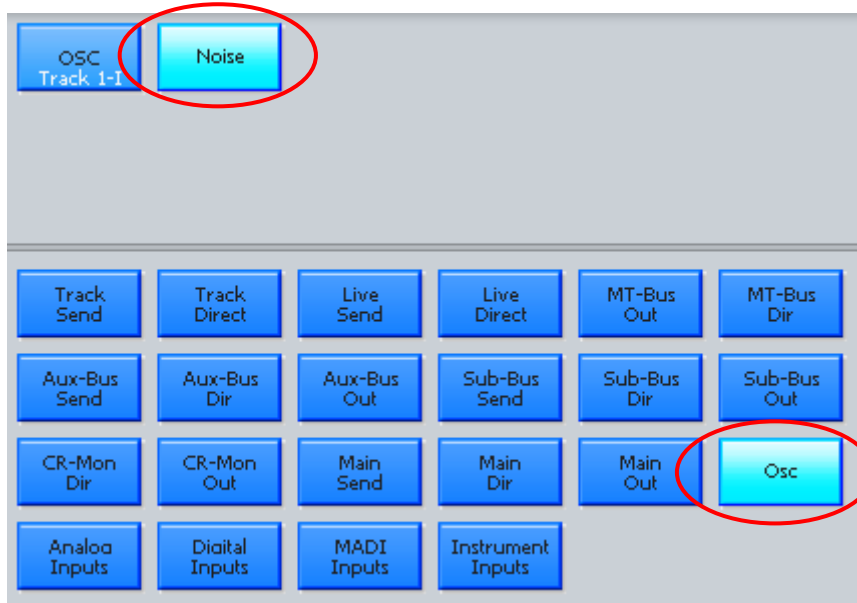 OSC
Track 1-I
Noise
Track
Send
Track
Direct
Live
Send
Live
Direct
MT-Bus
Out
MT-Bus
Dir
Aux-Bus
Send
Aux-Bus
Dir
Aux-Bus
Out
Sub-Bus
Send
Sub-Bus
Dir
Sub-Bus
Out
CR-Mon
Dir
CR-Mon
Out
Main
Send
Main
Dir
Main
Out
Osc
Analog
Inputs
Digital
Inputs
MADI
Inputs
Instrument
Inputs